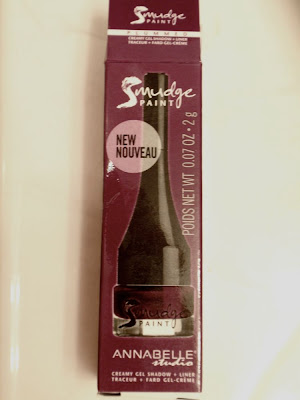 Smudge
PAINT
PLUMMED
CREAMY GEL SHADOW + LINER
TRACEUR + FARD GEL-CRÈME
Smudge
PAINT
NEW
NOUVEAU
POIDS NET WT 0.07 OZ • 2 g
Smudge
PAINT
ANNABELLE
studio
CREAMY GEL SHADOW + LINER
TRACEUR + FARD GEL-CRÈME